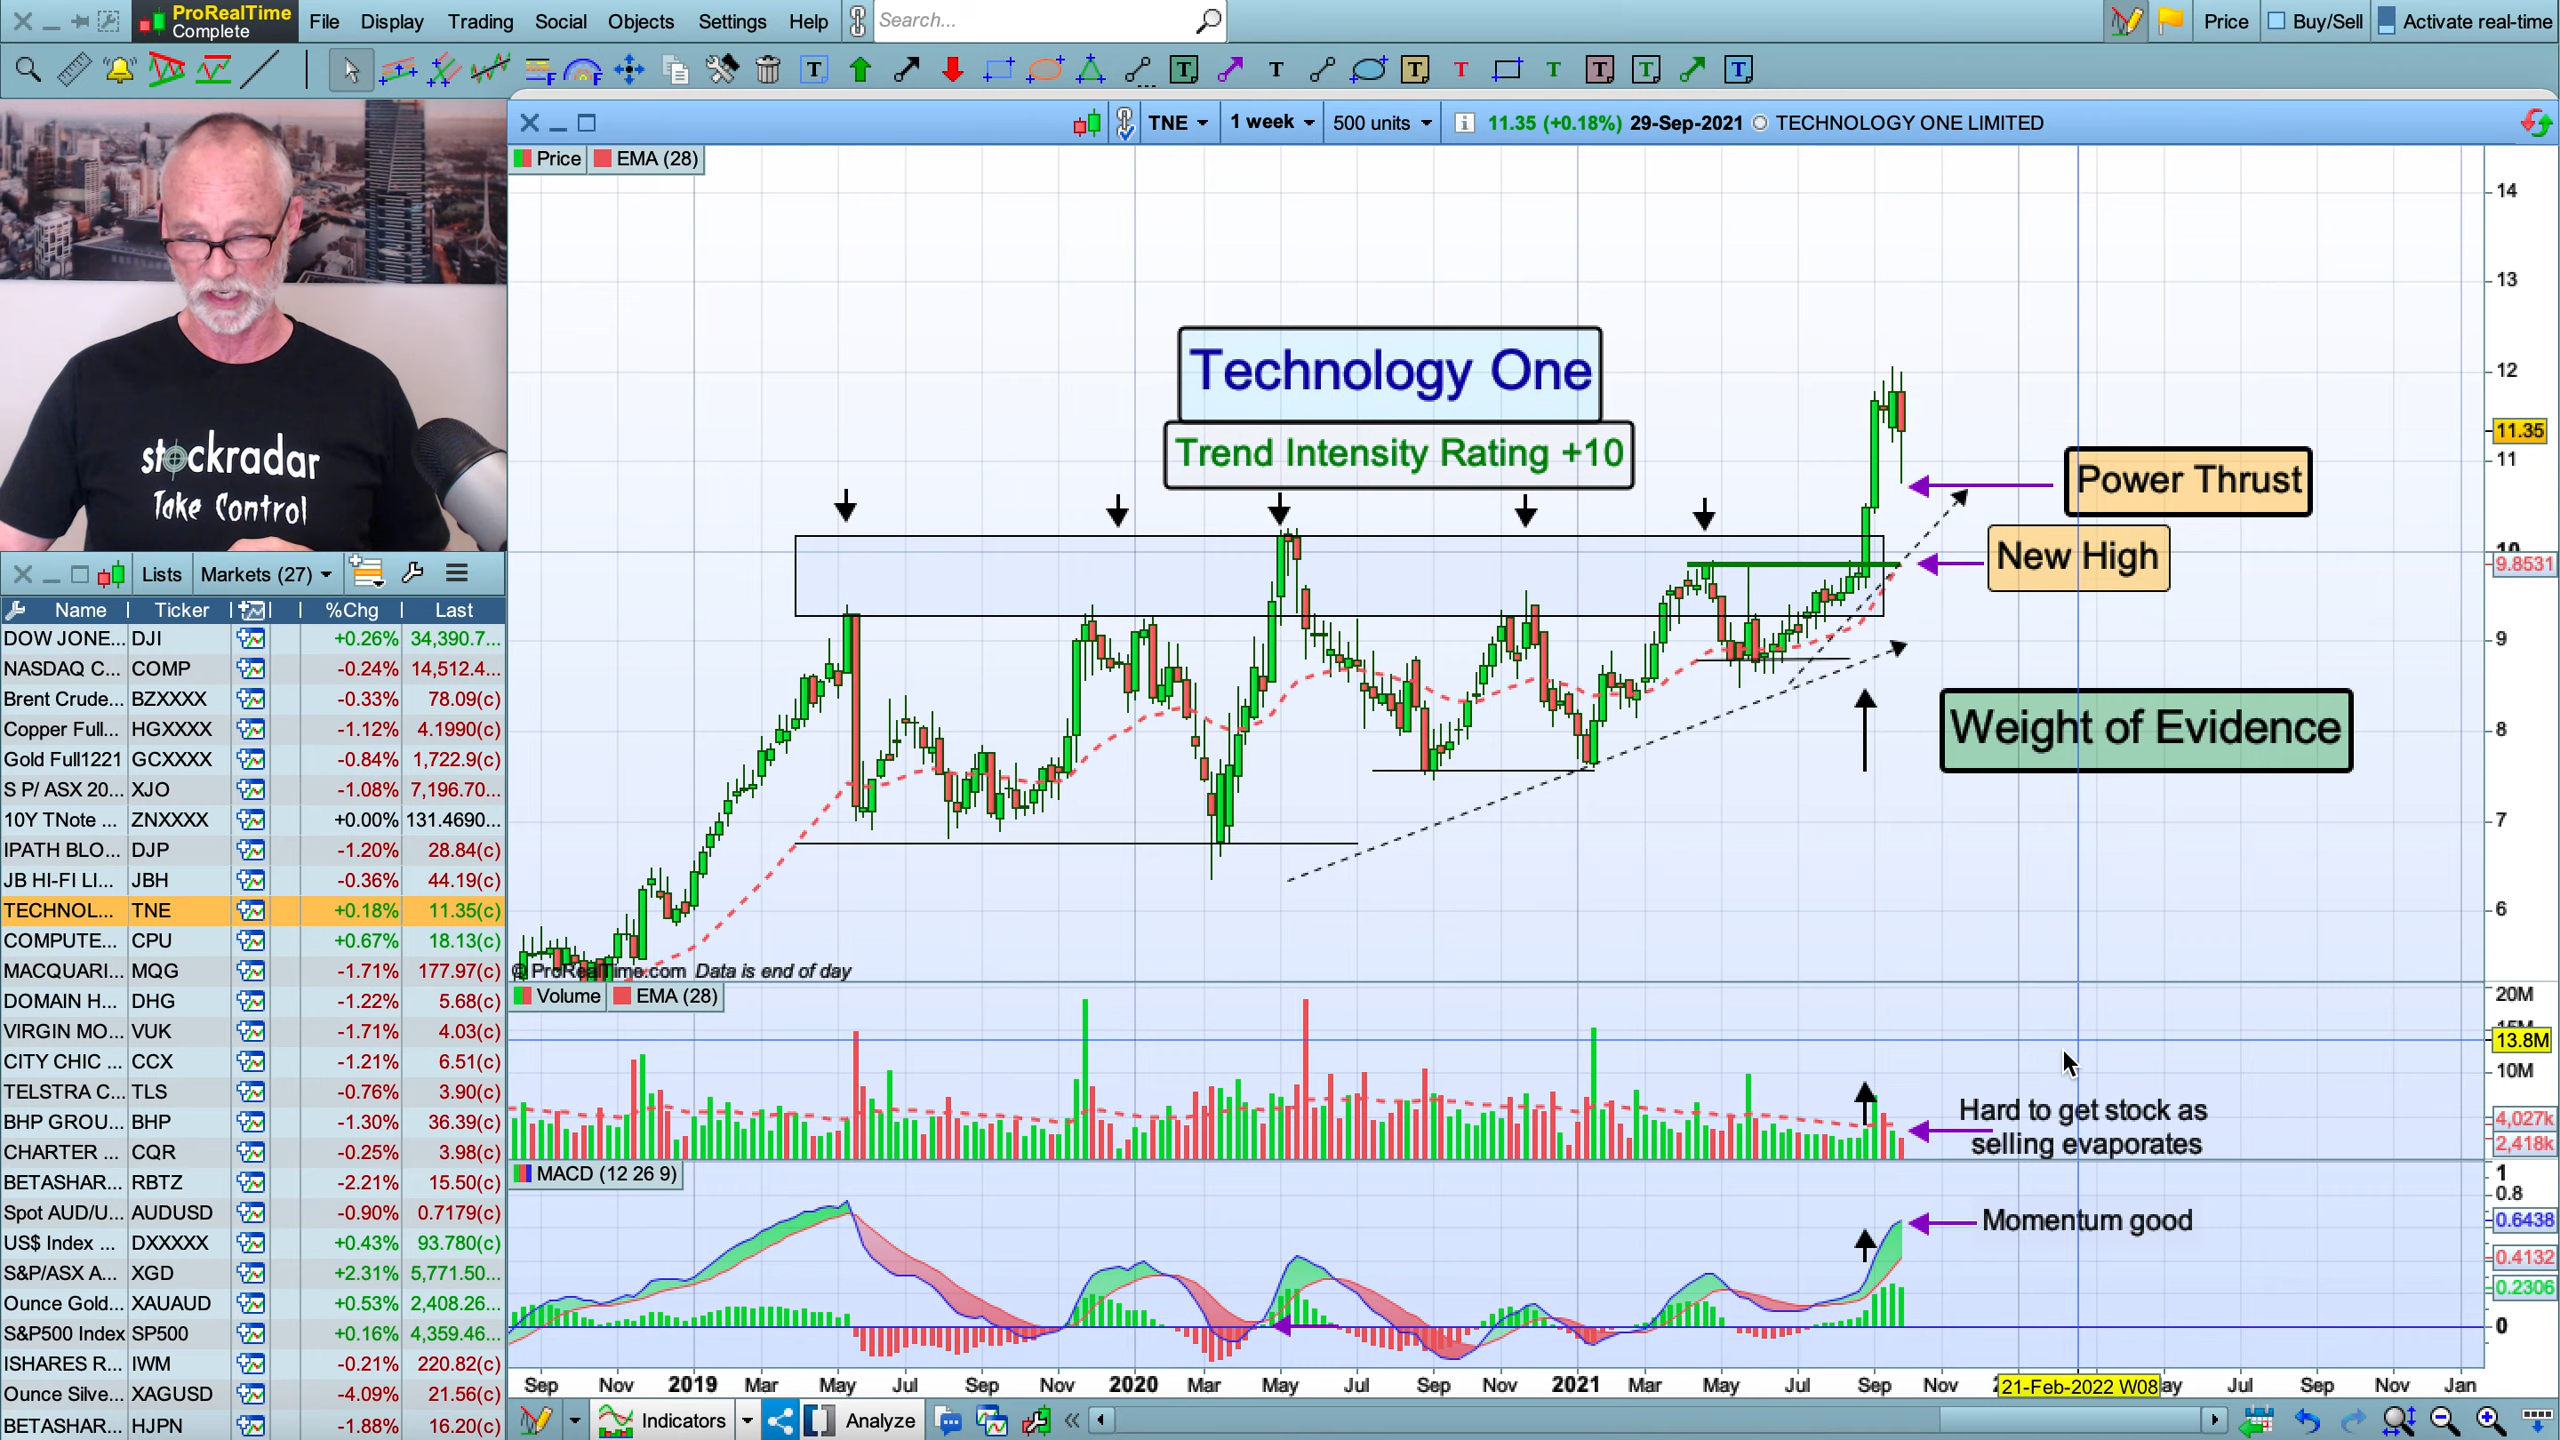 ProRealTime
Complete
File Display Trading Social Objects Settings Help
Search...
Price Buy/Sell Activate real-time
TNE 1 week 500 units 11.35 (+0.18%) 29-Sep-2021 TECHNOLOGY ONE LIMITED
Price EMA (28)
14
13
12
11.35
11
10
9.8531
9
8
7
6
Technology One
Trend Intensity Rating +10
Power Thrust
New High
Weight of Evidence
© ProRealTime.com Data is end of day
Volume EMA (28)
20M
15M
13.8M
10M
4,027k
2,418k
Hard to get stock as
selling evaporates
MACD (12 26 9)
1
0.8
0.6438
0.4132
0.2306
0
Momentum good
Sep Nov 2019 Mar May Jul Sep Nov 2020 Mar May Jul Sep Nov 2021 Mar May Jul Sep Nov 21-Feb-2022 W08 Jul Sep Nov Jan
Indicators Analyze
stockradar
Take Control
Lists Markets (27)
Name Ticker %Chg Last
DOW JONE... DJI +0.26% 34,390.7...
NASDAQ C... COMP -0.24% 14,512.4...
Brent Crude... BZXXXX -0.33% 78.09(c)
Copper Full... HGXXXX -1.12% 4.1990(c)
Gold Full1221 GCXXXX -0.84% 1,722.9(c)
S P/ ASX 20... XJO -1.08% 7,196.70...
10Y TNote ... ZNXXXX +0.00% 131.4690...
IPATH BLO... DJP -1.20% 28.84(c)
JB HI-FI LI... JBH -0.36% 44.19(c)
TECHNOL... TNE +0.18% 11.35(c)
COMPUTE... CPU +0.67% 18.13(c)
MACQUARI... MQG -1.71% 177.97(c)
DOMAIN H... DHG -1.22% 5.68(c)
VIRGIN MO... VUK -1.71% 4.03(c)
CITY CHIC ... CCX -1.21% 6.51(c)
TELSTRA C... TLS -0.76% 3.90(c)
BHP GROU... BHP -1.30% 36.39(c)
CHARTER ... CQR -0.25% 3.98(c)
BETASHAR... RBTZ -2.21% 15.50(c)
Spot AUD/U... AUDUSD -0.90% 0.7179(c)
US$ Index ... DXXXXX +0.43% 93.780(c)
S&P/ASX A... XGD +2.31% 5,771.50...
Ounce Gold... XAUAUD +0.53% 2,408.26...
S&P500 Index SP500 +0.16% 4,359.46...
ISHARES R... IWM -0.21% 220.82(c)
Ounce Silve... XAGUSD -4.09% 21.56(c)
BETASHAR... HJPN -1.88% 16.20(c)